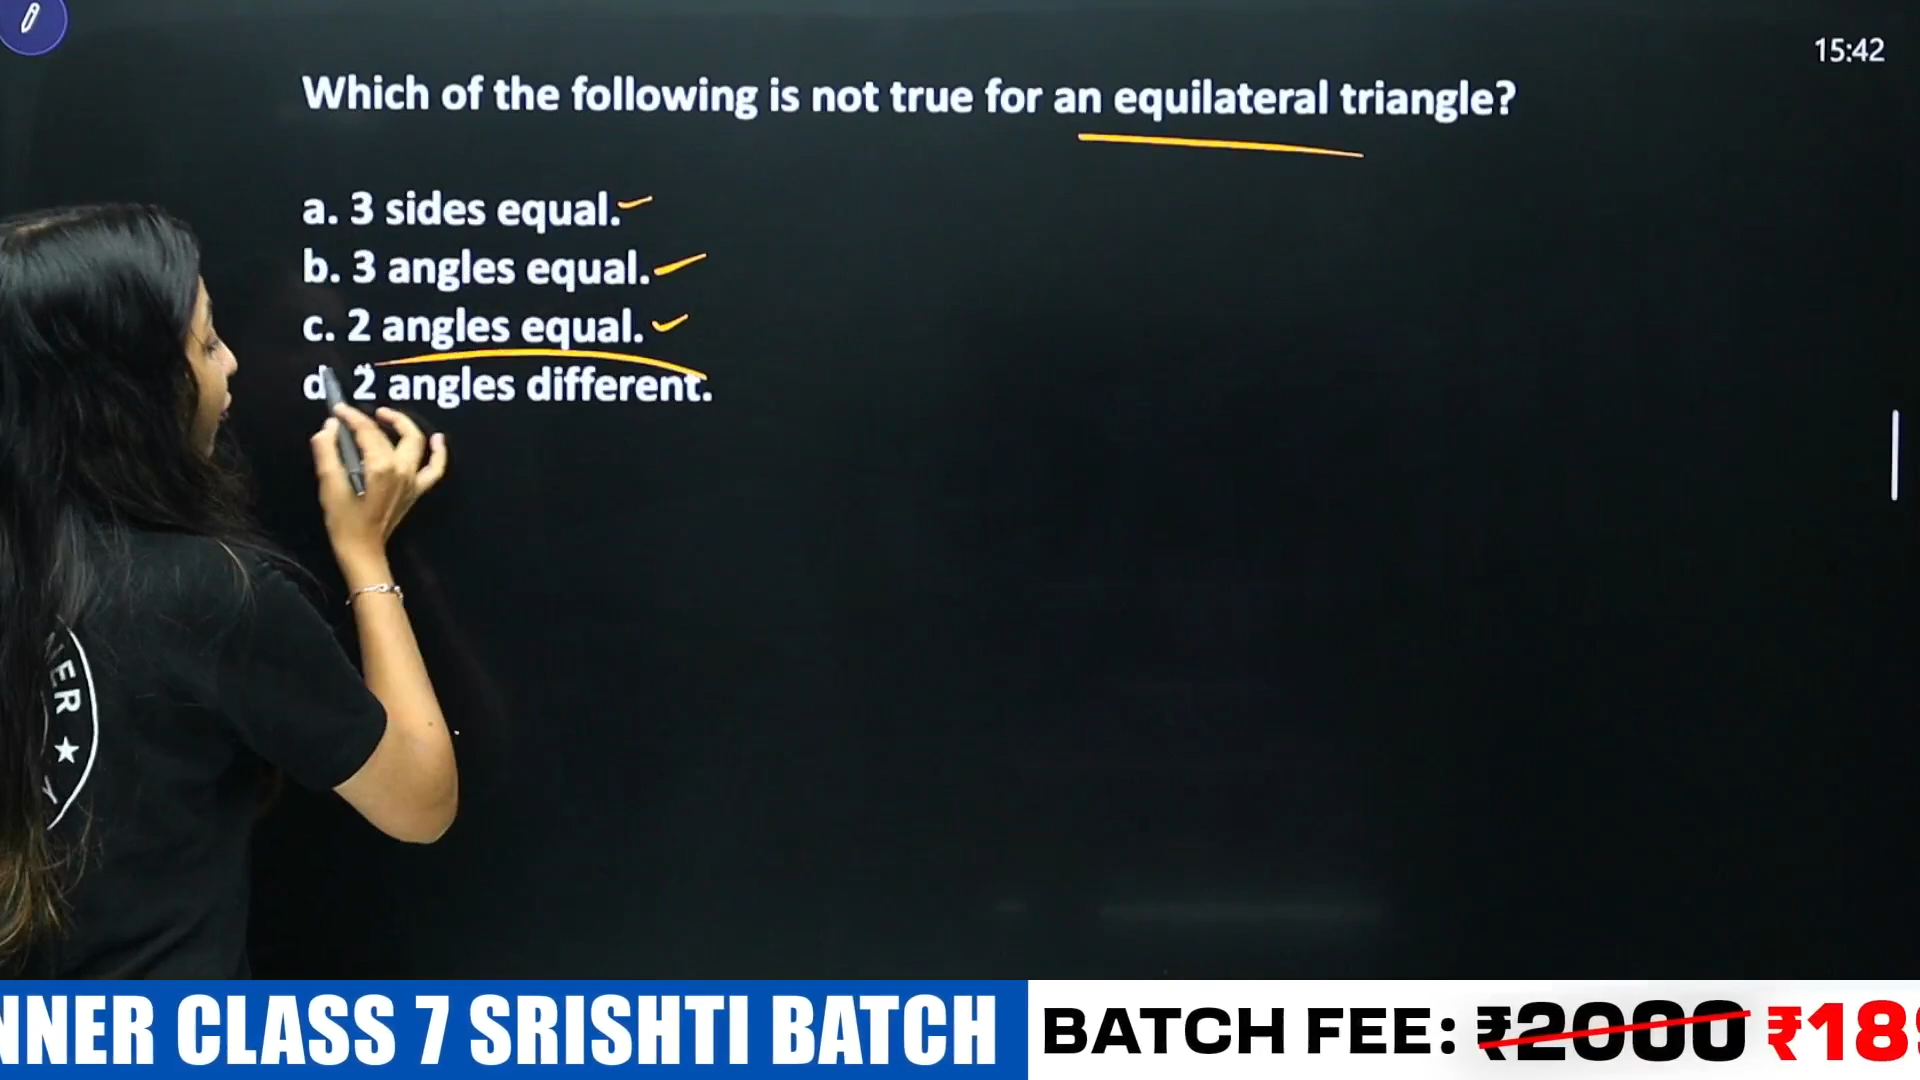 15:42
Which of the following is not true for an equilateral triangle?
a. 3 sides equal.
b. 3 angles equal.
c. 2 angles equal.
d. 2 angles different.
NER ★
Y
NNER CLASS 7 SRISHTI BATCH
BATCH FEE: ₹2000 ₹18